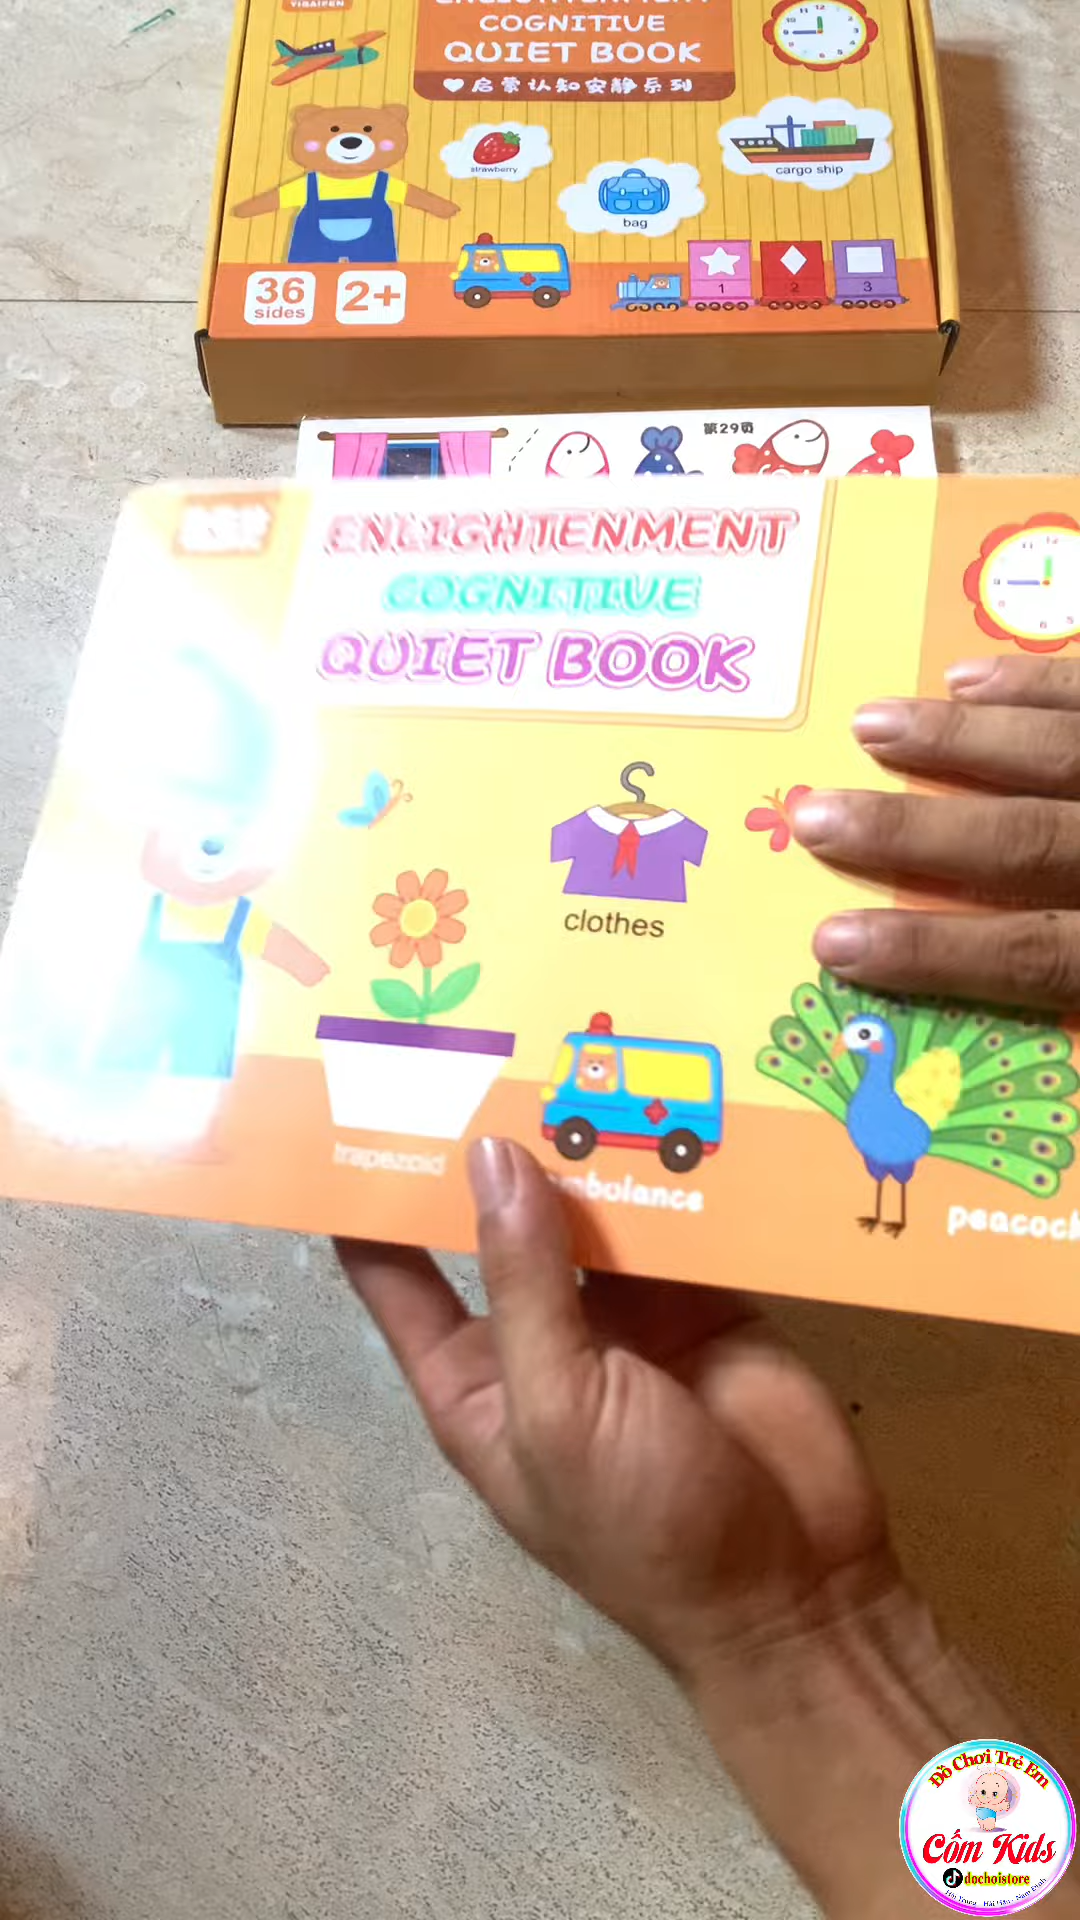 YIGAIFEN
COGNITIVE
QUIET BOOK
启蒙认知安静系列
strawberry
bag
cargo ship
36
sides
2+
1
2
3
第29页
ENLIGHTENMENT
COGNITIVE
QUIET BOOK
clothes
trapezoid
peacock
Đồ Chơi Trẻ Em
Cốm Kids
dochoistore